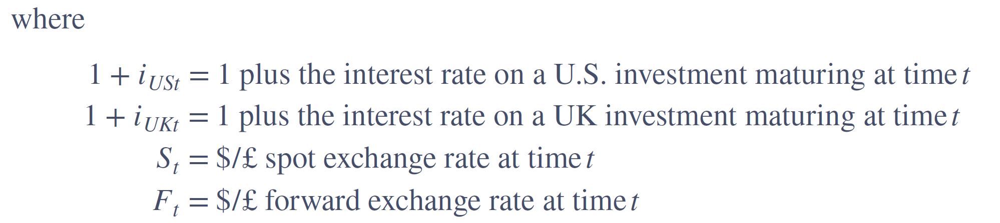 where
1 + i_{USt} = 1 plus the interest rate on a U.S. investment maturing at time t
1 + i_{UKt} = 1 plus the interest rate on a UK investment maturing at time t
S_t = $/£ spot exchange rate at time t
F_t = $/£ forward exchange rate at time t